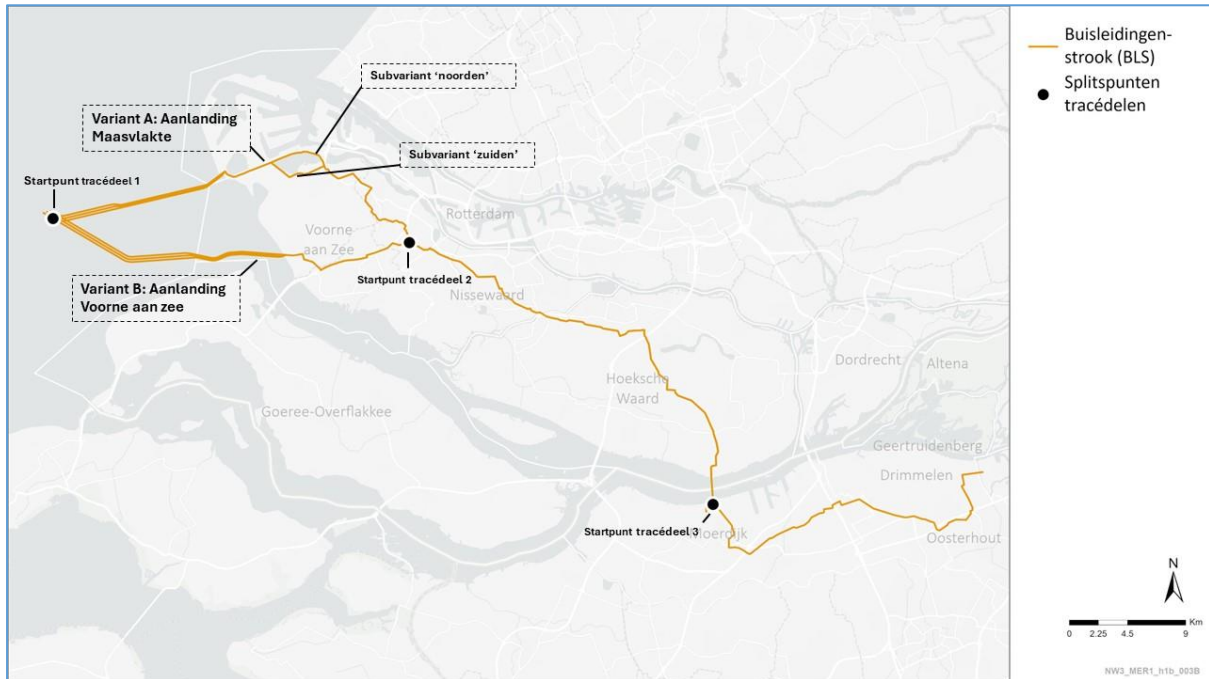 Subvariant ‘noorden’
Variant A: Aanlanding
Maasvlakte
Subvariant ‘zuiden’
Startpunt tracédeel 1
Rotterdam
Voorne
aan Zee
Startpunt tracédeel 2
Variant B: Aanlanding
Voorne aan zee
Nissewaard
Dordrecht
Altena
Hoeksche
Waard
Goeree-Overflakkee
Geertruidenberg
Drimmelen
Startpunt tracédeel 3
Moerdijk
Oosterhout
Buisleidingen-
strook (BLS)
Splitspunten
tracédelen
N
Km
0 2.25 4.5 9
NW3_MER1_h1b_003B